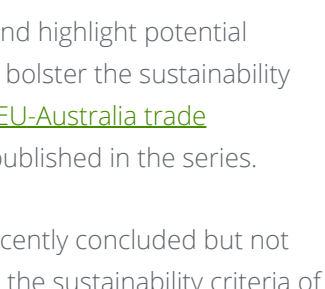 nd highlight potential
bolster the sustainability
EU-Australia trade
published in the series.
cently concluded but not
the sustainability criteria of